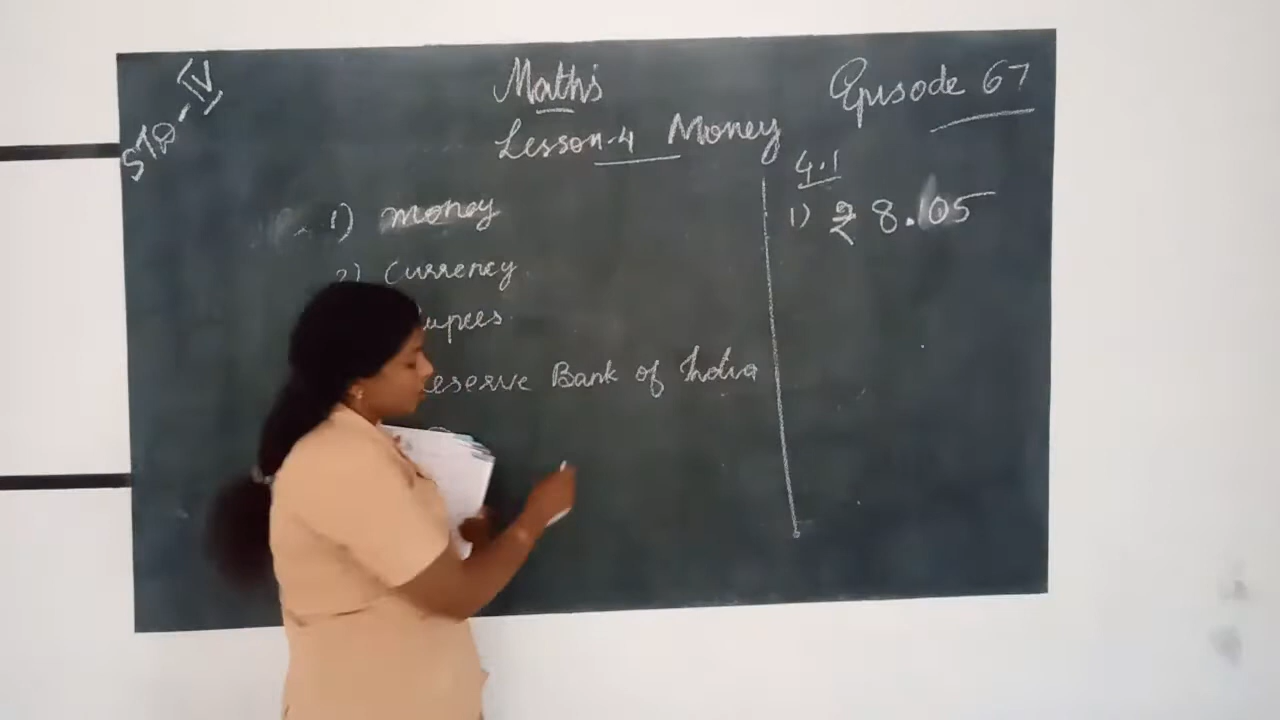 STD - IV
Maths
Episode 67
Lesson-4 Money
1) money
2) Currency
upees
eserve Bank of India
4.1
1) ₹ 8.105